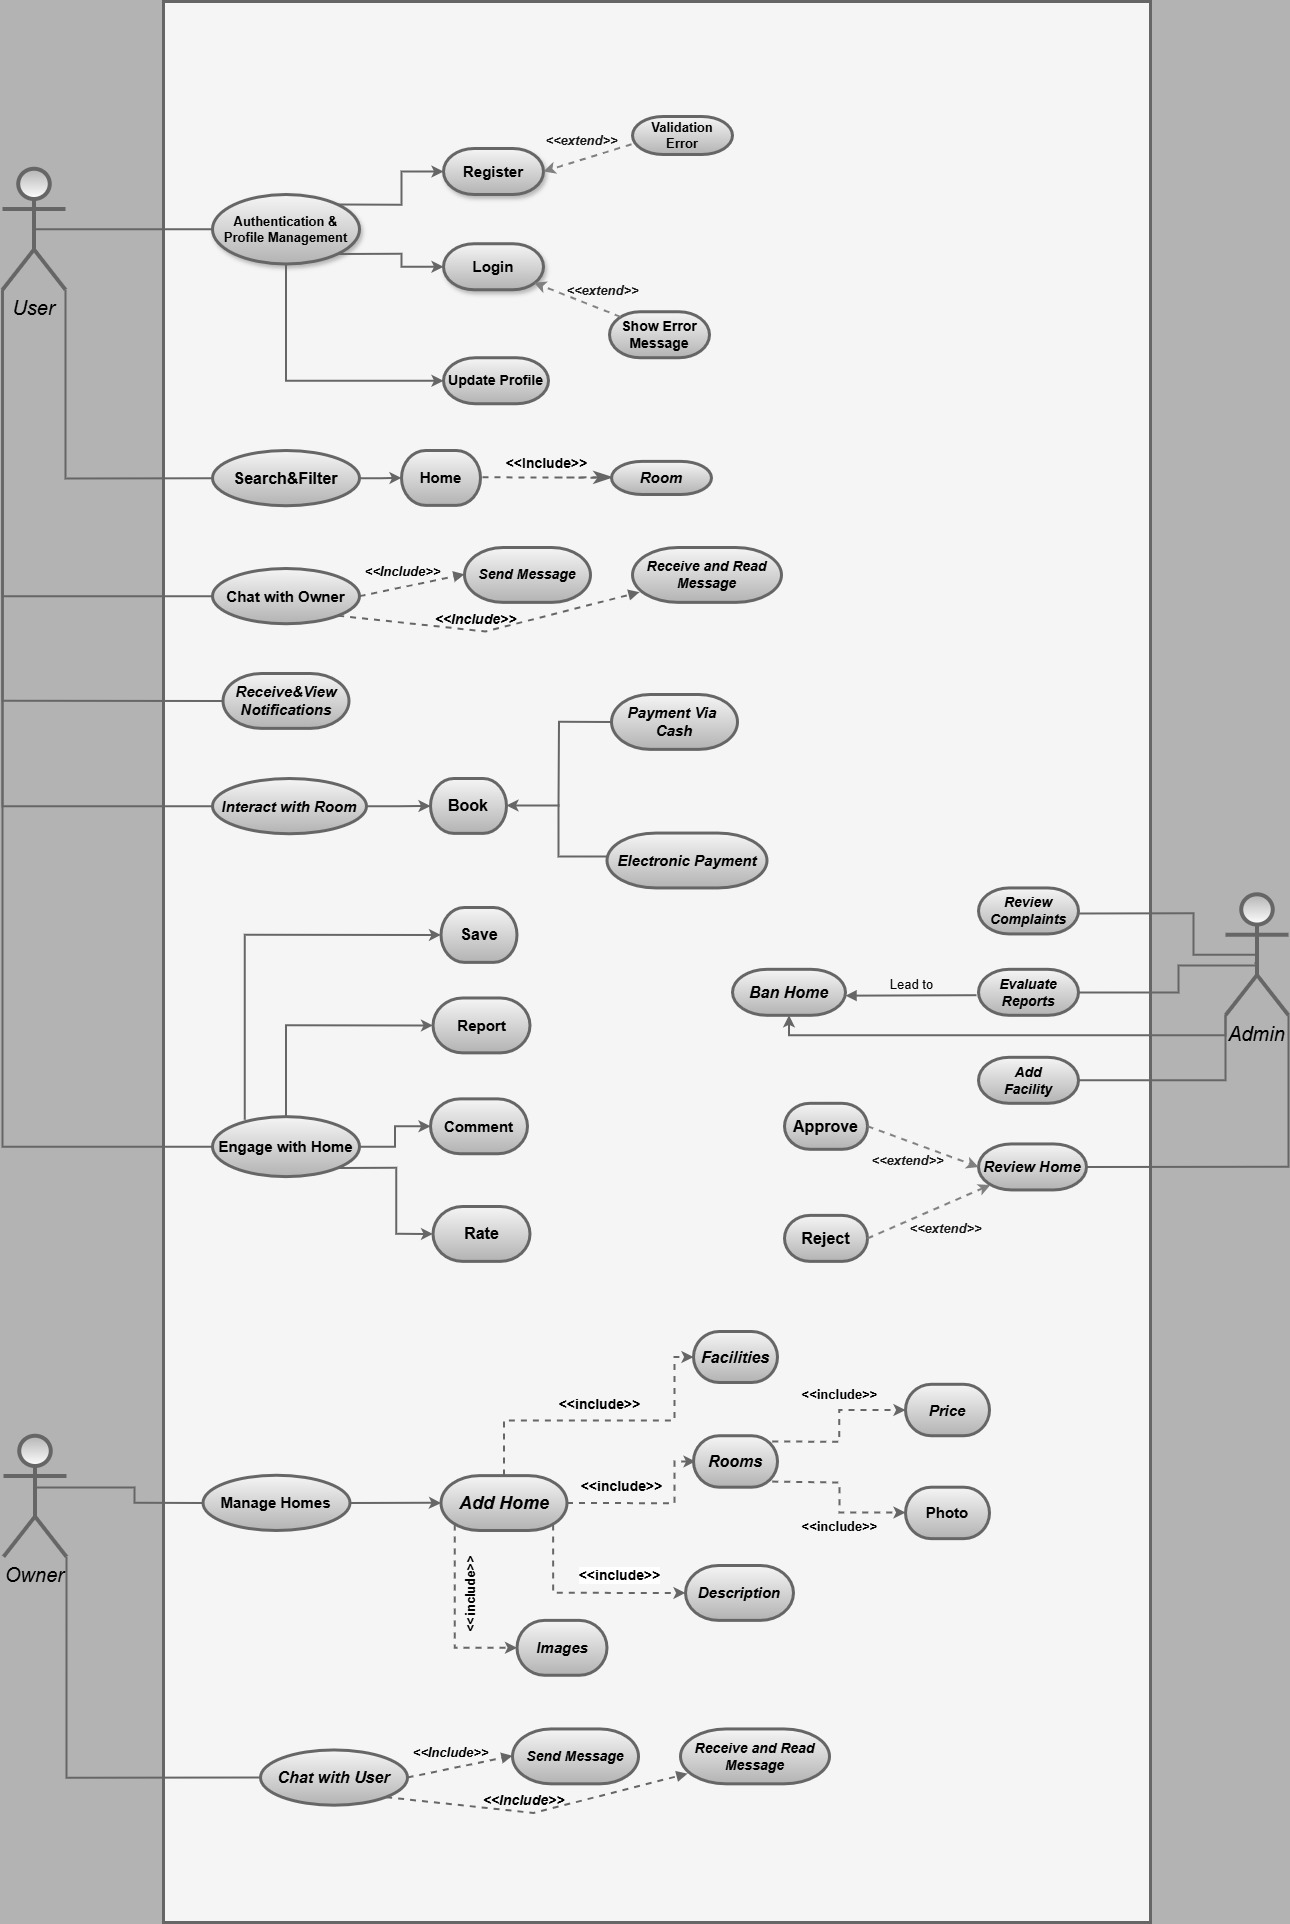 Validation
Error
<<extend>>
Register
Authentication &
Profile Management
Login
<<extend>>
Show Error
Message
User
Update Profile
Search&Filter
Home
<<Include>>
Room
Chat with Owner
<<Include>>
Send Message
Receive and Read
Message
<<Include>>
Receive&View
Notifications
Payment Via
Cash
Interact with Room
Book
Electronic Payment
Review
Complaints
Save
Ban Home
Lead to
Evaluate
Reports
Report
Admin
Add
Facility
Engage with Home
Comment
Approve
<<extend>>
Review Home
Rate
Reject
<<extend>>
Facilities
<<include>>
<<include>>
Price
Rooms
<<include>>
Manage Homes
Add Home
Photo
<<include>>
Owner
<<include>>
<<include>>
Description
Images
Chat with User
<<Include>>
Send Message
Receive and Read
Message
<<Include>>